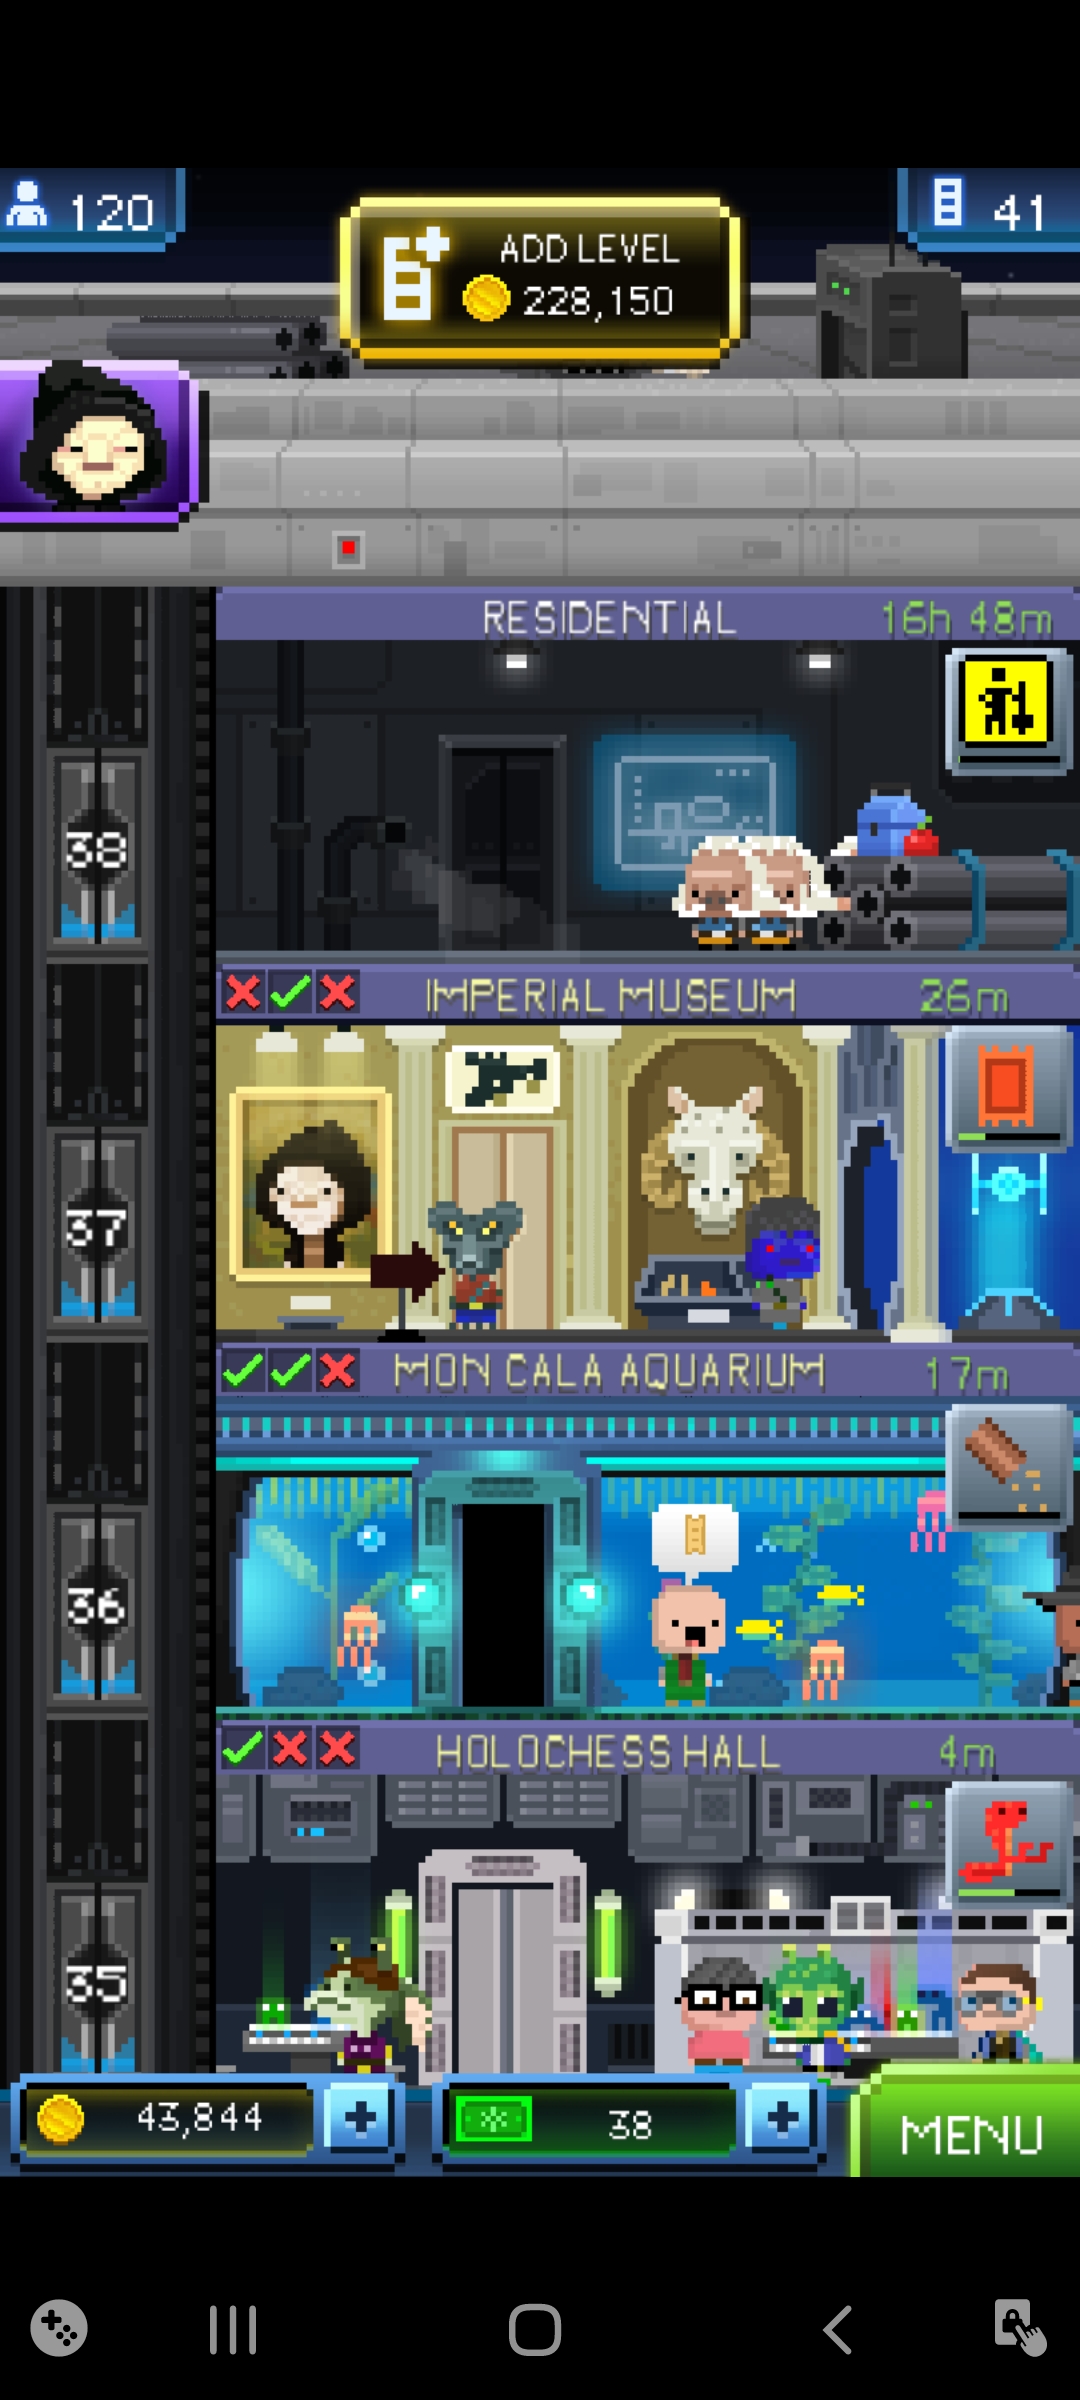 120
ADD LEVEL
228,150
41
RESIDENTIAL 16h 48m
38
IMPERIAL MUSEUM 26m
37
MON CALA AQUARIUM 17m
36
HOLOCHESS HALL 4m
35
43,844
38
MENU